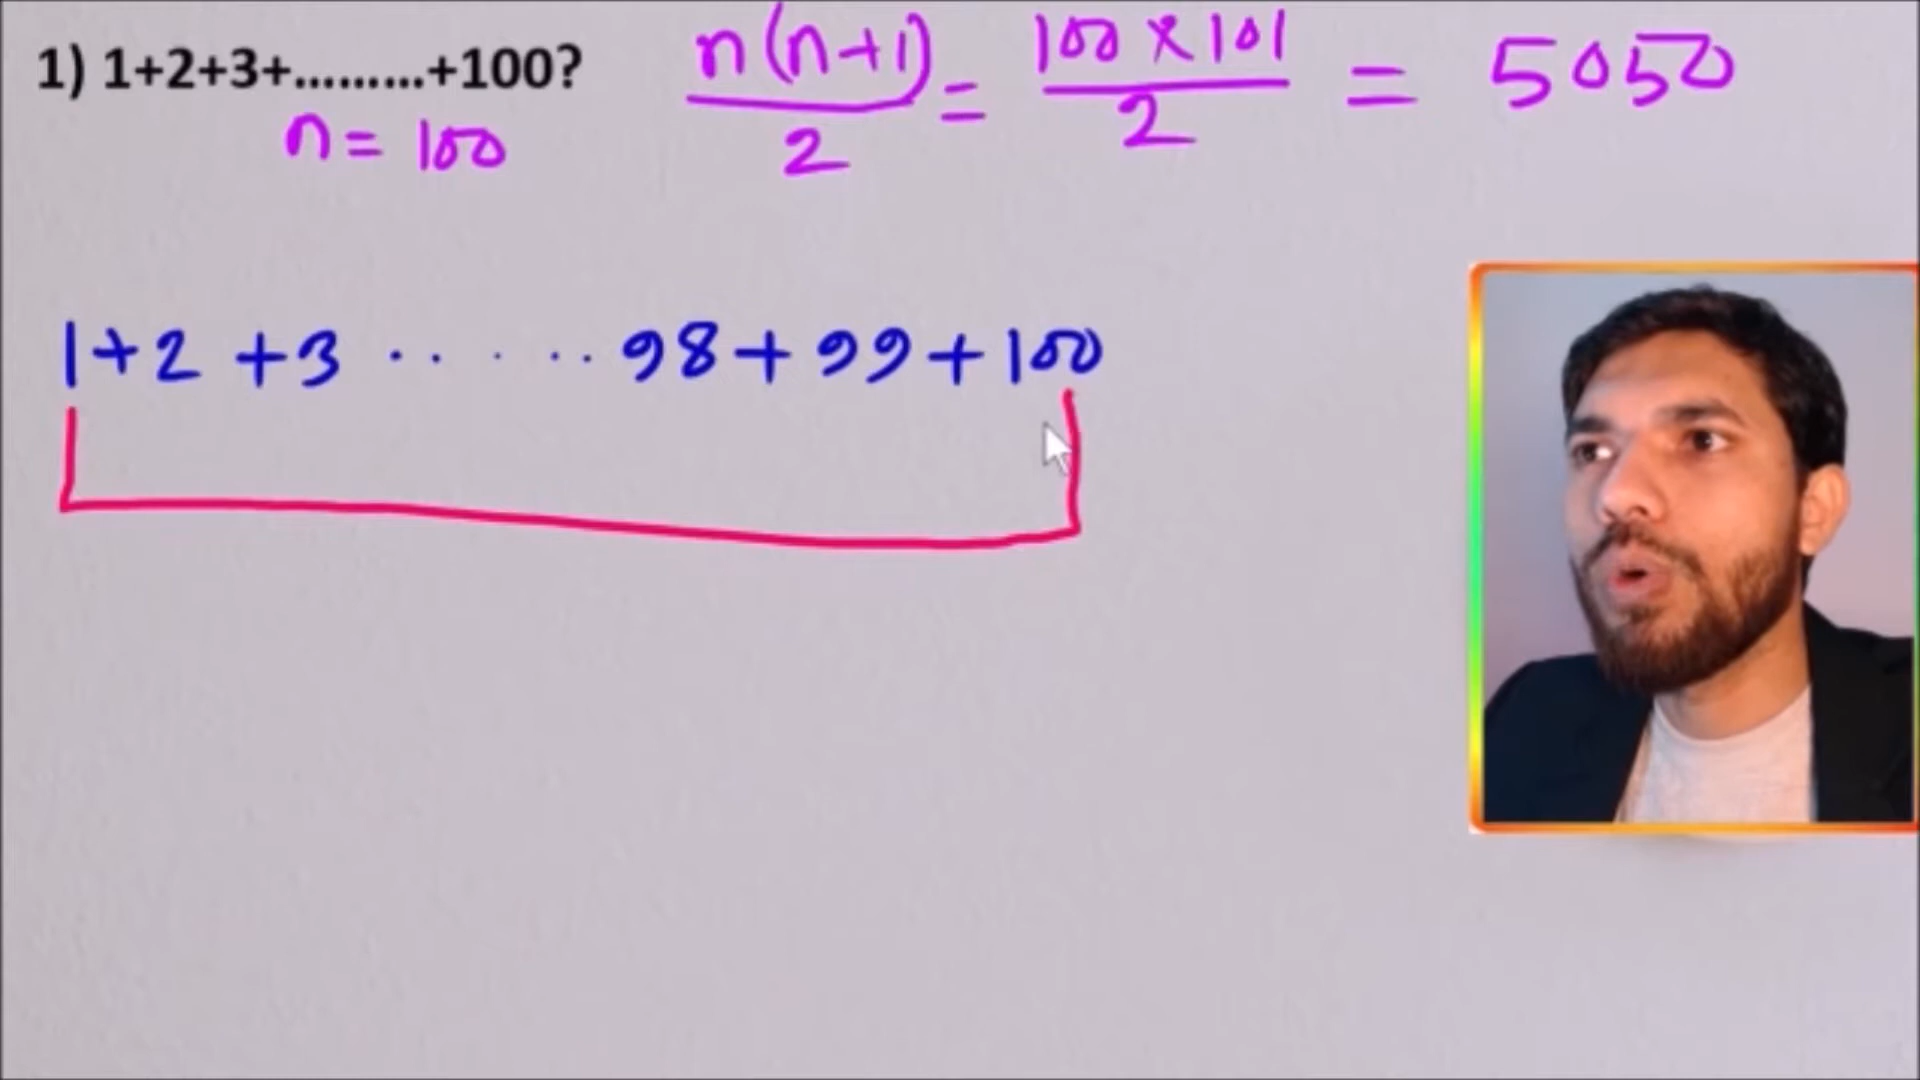 1) 1+2+3+.........+100?
n = 100
n(n+1)/2 = 100 × 101/2 = 5050
1+2 +3 ..... 98+99+100